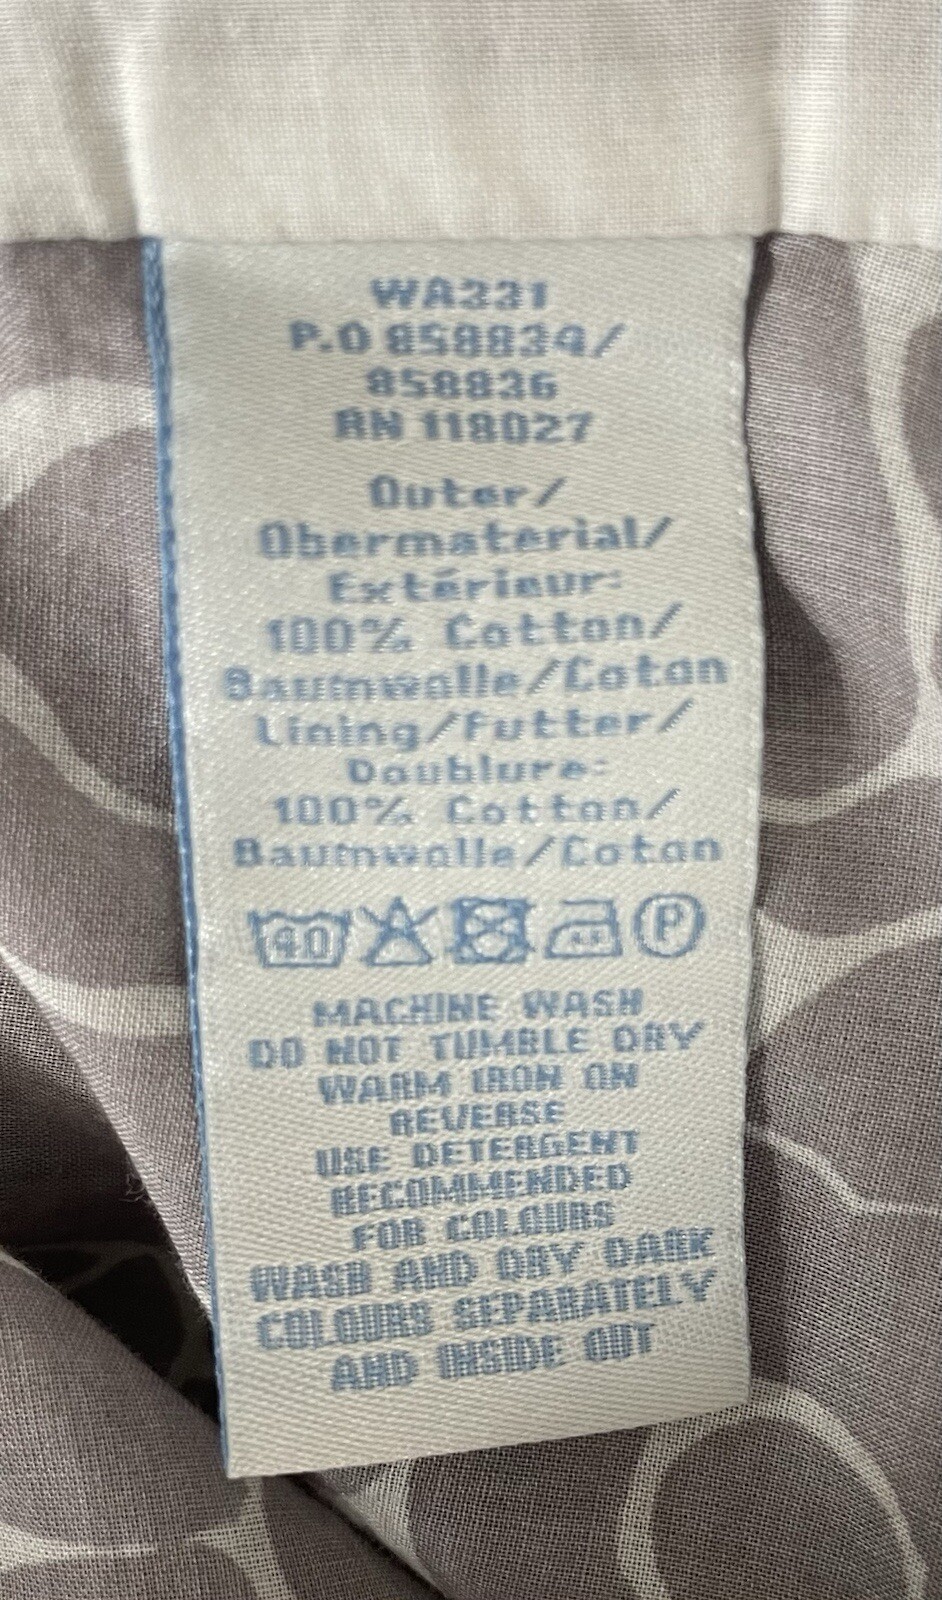 WA331
P.O 858834/
858836
RN 118027
Outer/
Obermaterial/
Extérieur:
100% Cotton/
Baumwolle/Coton
Lining/Futter/
Doublure:
100% Cotton/
Baumwolle/Coton
40 P
MACHINE WASH
DO NOT TUMBLE DRY
WARM IRON ON
REVERSE
USE DETERGENT
RECOMMENDED
FOR COLOURS
WASH AND DRY DARK
COLOURS SEPARATELY
AND INSIDE OUT